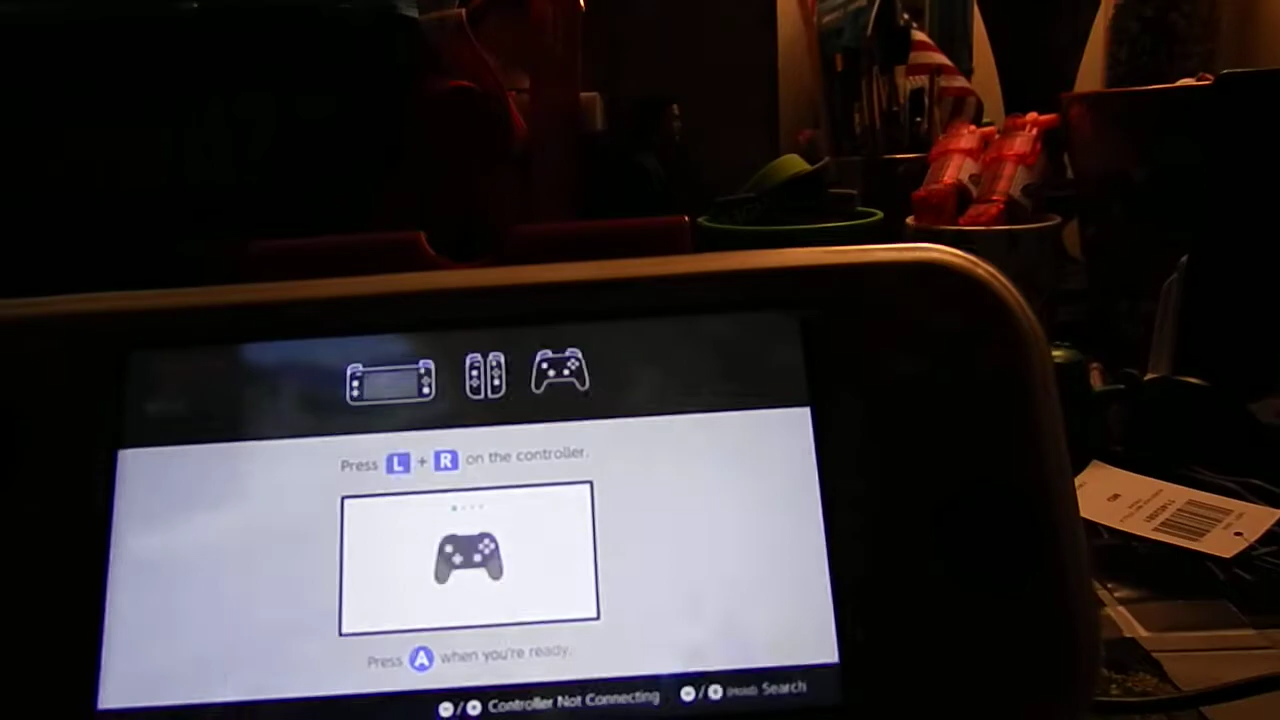 Press L + R on the controller.
Press A when you're ready.
Controller Not Connecting
(Hold) Search